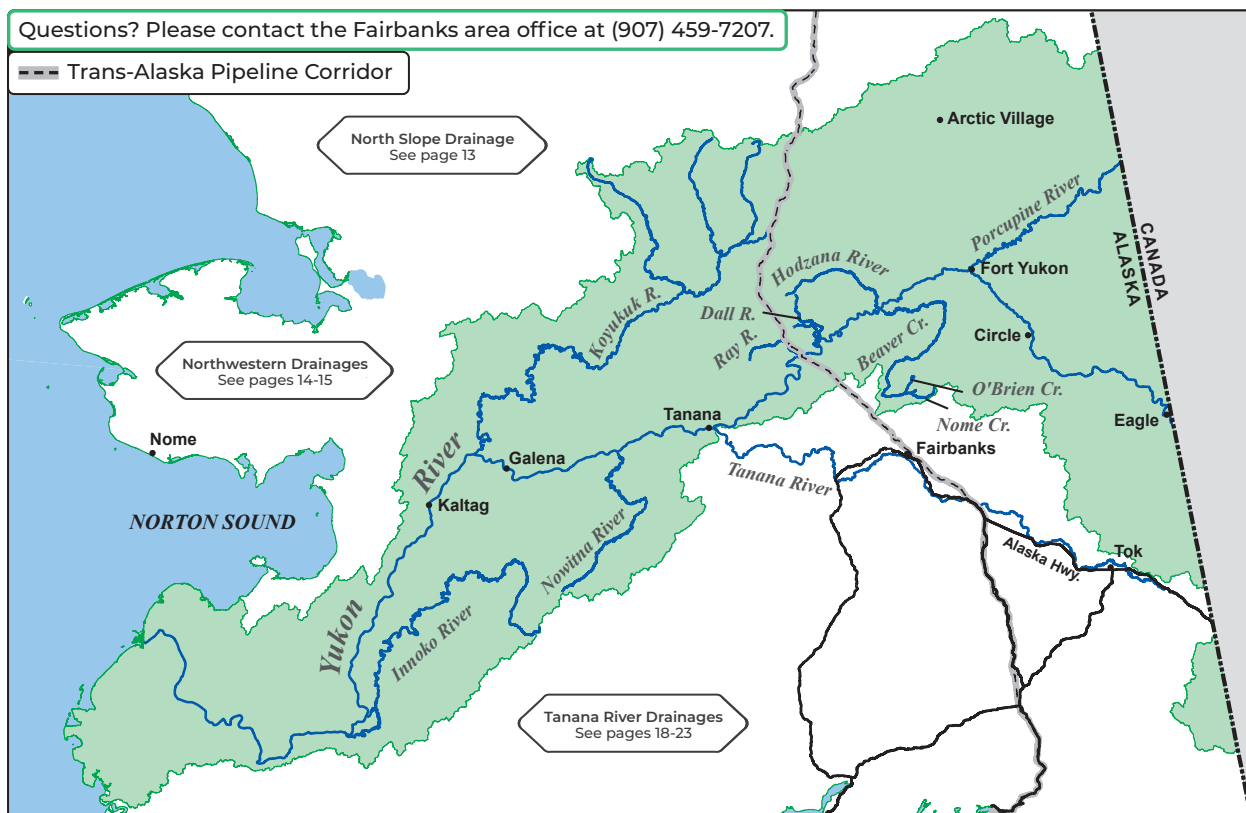 Questions? Please contact the Fairbanks area office at (907) 459-7207.
Trans-Alaska Pipeline Corridor
North Slope Drainage
See page 13
Arctic Village
Porcupine River
CANADA
ALASKA
Hodzana River
Fort Yukon
Koyukuk R.
Dall R.
Ray R.
Beaver Cr.
Circle
Northwestern Drainages
See pages 14-15
O'Brien Cr.
Nome Cr.
Eagle
Tanana
Nome
River
Galena
Fairbanks
Tanana River
Kaltag
NORTON SOUND
Nowitna River
Alaska Hwy.
Tok
Yukon
Innoko River
Tanana River Drainages
See pages 18-23